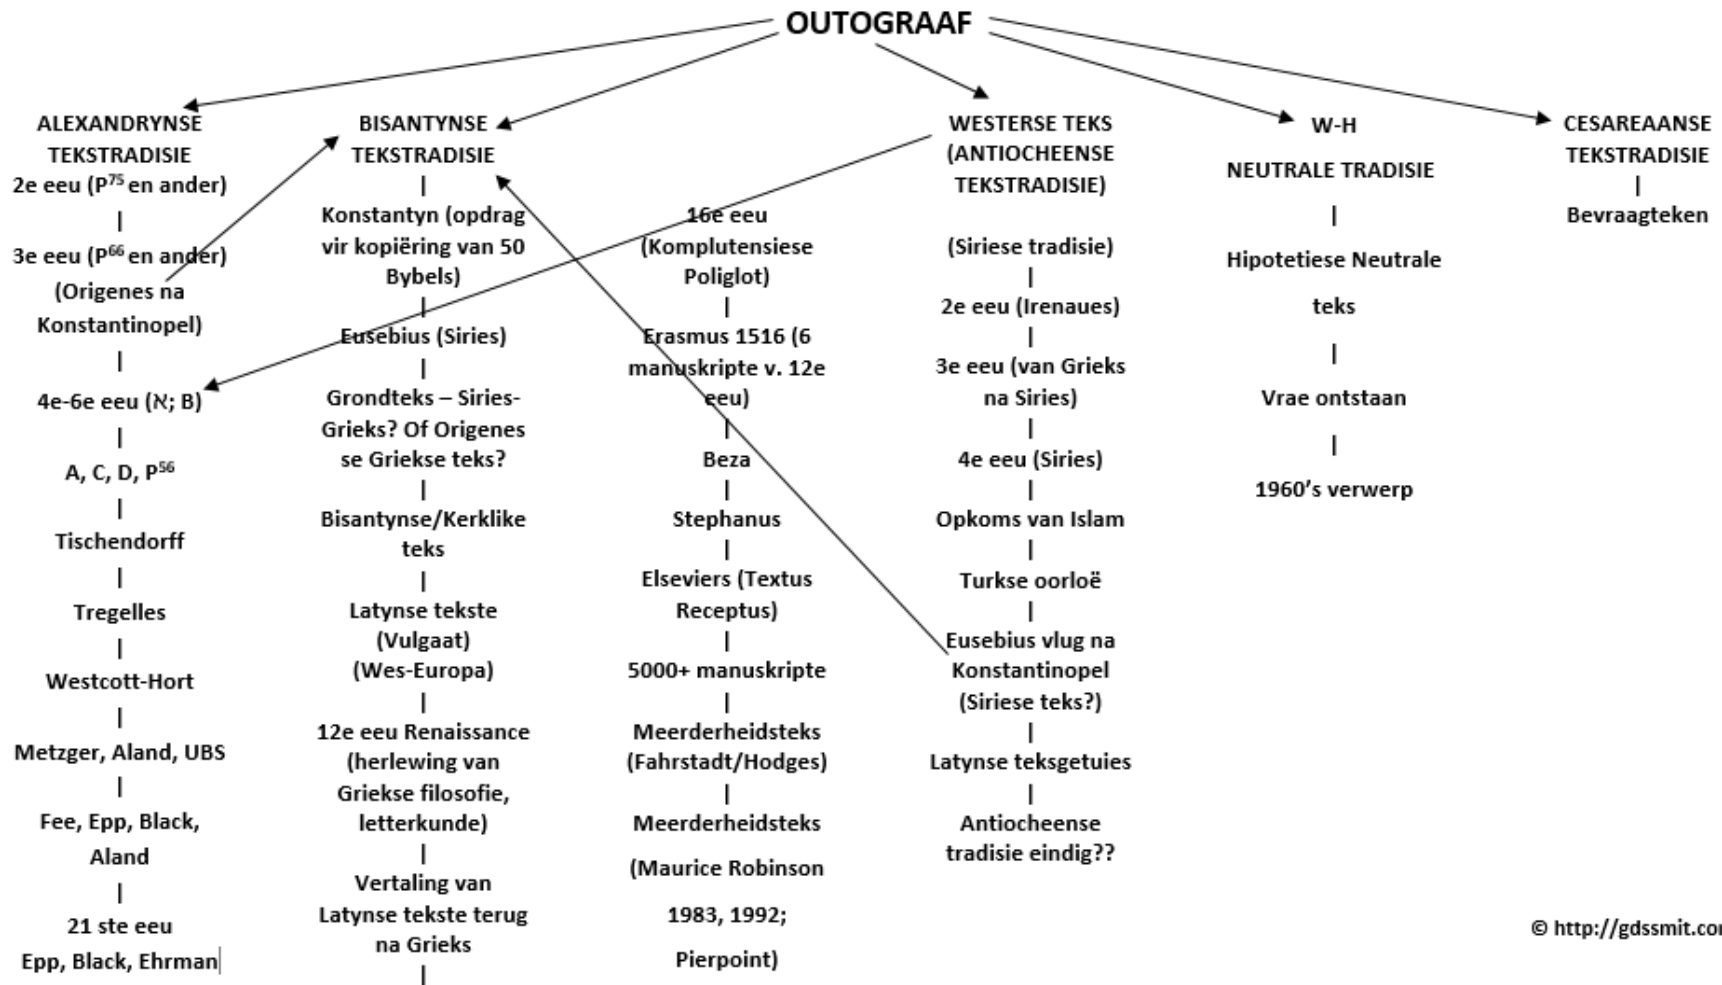 OUTOGRAAF
ALEXANDRYNSE
TEKSTRADISIE
2e eeu (P⁷⁵ en ander)
|
3e eeu (P⁶⁶ en ander)
(Origenes na
Konstantinopel)
|
4e-6e eeu (א; B)
|
A, C, D, P⁵⁶
|
Tischendorff
|
Tregelles
|
Westcott-Hort
|
Metzger, Aland, UBS
|
Fee, Epp, Black,
Aland
|
21 ste eeu
Epp, Black, Ehrman
BISANTYNSE
TEKSTRADISIE
|
Konstantyn (opdrag
vir kopiëring van 50
Bybels)
|
Eusebius (Siries)
|
Grondteks – Siries-
Grieks? Of Origenes
se Griekse teks?
|
Bisantynse/Kerklike
teks
|
Latynse tekste
(Vulgaat)
(Wes-Europa)
|
12e eeu Renaissance
(herlewing van
Griekse filosofie,
letterkunde)
|
Vertaling van
Latynse tekste terug
na Grieks
|
16e eeu
(Komplutensiese
Poliglot)
|
Erasmus 1516 (6
manuskripte v. 12e
eeu)
|
Beza
|
Stephanus
|
Elseviers (Textus
Receptus)
|
5000+ manuskripte
|
Meerderheidsteks
(Fahrstadt/Hodges)
|
Meerderheidsteks
(Maurice Robinson
1983, 1992;
Pierpoint)
WESTERSE TEKS
(ANTIOCHEENSE
TEKSTRADISIE)
(Siriese tradisie)
|
2e eeu (Irenaues)
|
3e eeu (van Grieks
na Siries)
|
4e eeu (Siries)
|
Opkoms van Islam
|
Turkse oorloë
|
Eusebius vlug na
Konstantinopel
(Siriese teks?)
|
Latynse teksgetuies
|
Antiocheense
tradisie eindig??
W-H
NEUTRALE TRADISIE
|
Hipotetiese Neutrale
teks
|
Vrae ontstaan
|
1960’s verwerp
CESAREAANSE
TEKSTRADISIE
|
Bevraagteken
© http://gdssmit.co